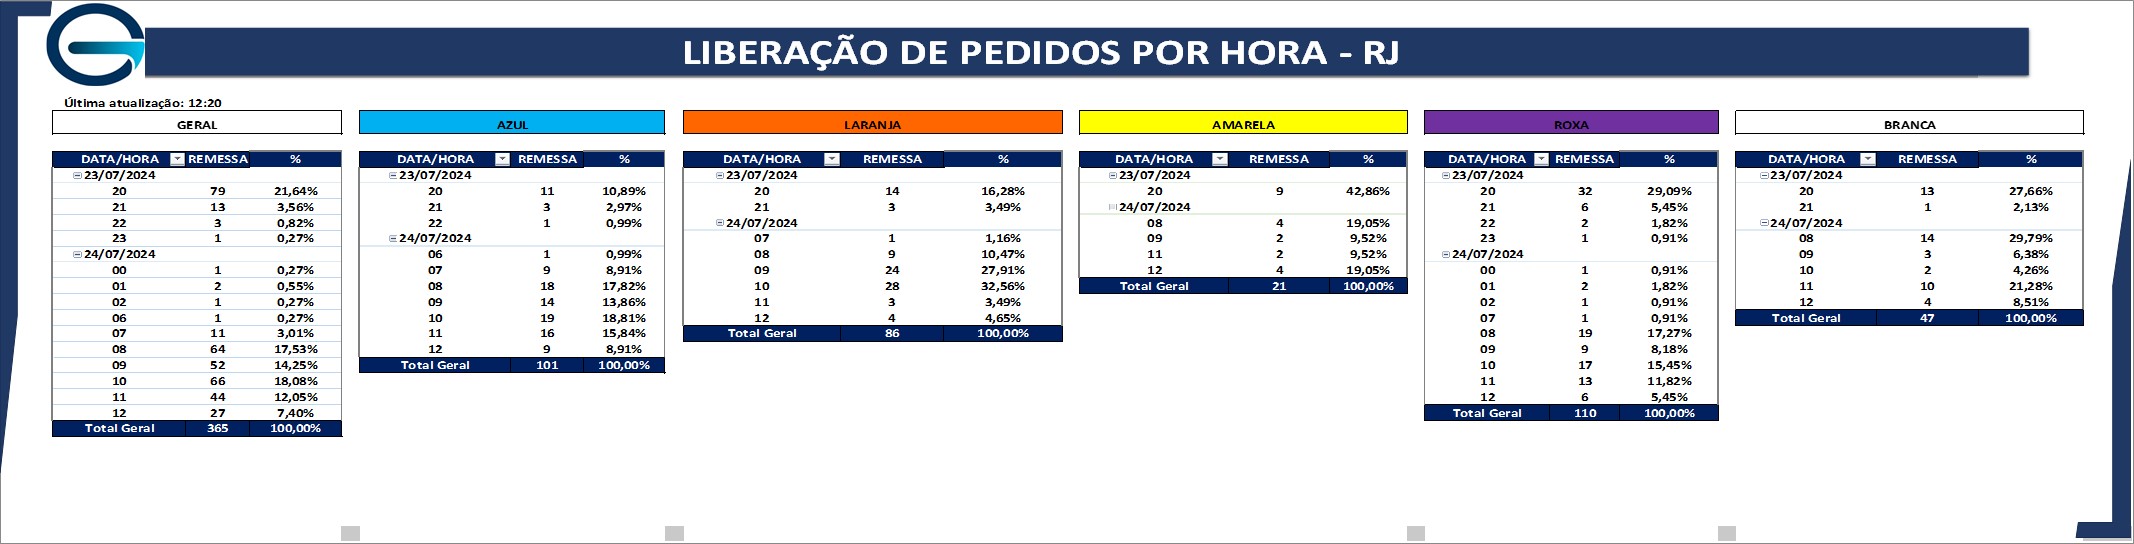 LIBERAÇÃO DE PEDIDOS POR HORA - RJ
Última atualização: 12:20
GERAL
DATA/HORA REMESSA %
23/07/2024
20 79 21,64%
21 13 3,56%
22 3 0,82%
23 1 0,27%
24/07/2024
00 1 0,27%
01 2 0,55%
02 1 0,27%
06 1 0,27%
07 11 3,01%
08 64 17,53%
09 52 14,25%
10 66 18,08%
11 44 12,05%
12 27 7,40%
Total Geral 365 100,00%
AZUL
DATA/HORA REMESSA %
23/07/2024
20 11 10,89%
21 3 2,97%
22 1 0,99%
24/07/2024
06 1 0,99%
07 9 8,91%
08 18 17,82%
09 14 13,86%
10 19 18,81%
11 16 15,84%
12 9 8,91%
Total Geral 101 100,00%
LARANJA
DATA/HORA REMESSA %
23/07/2024
20 14 16,28%
21 3 3,49%
24/07/2024
07 1 1,16%
08 9 10,47%
09 24 27,91%
10 28 32,56%
11 3 3,49%
12 4 4,65%
Total Geral 86 100,00%
AMARELA
DATA/HORA REMESSA %
23/07/2024
20 9 42,86%
24/07/2024
08 4 19,05%
09 2 9,52%
11 2 9,52%
12 4 19,05%
Total Geral 21 100,00%
ROXA
DATA/HORA REMESSA %
23/07/2024
20 32 29,09%
21 6 5,45%
22 2 1,82%
23 1 0,91%
24/07/2024
00 1 0,91%
01 2 1,82%
02 1 0,91%
07 1 0,91%
08 19 17,27%
09 9 8,18%
10 17 15,45%
11 13 11,82%
12 6 5,45%
Total Geral 110 100,00%
BRANCA
DATA/HORA REMESSA %
23/07/2024
20 13 27,66%
21 1 2,13%
24/07/2024
08 14 29,79%
09 3 6,38%
10 2 4,26%
11 10 21,28%
12 4 8,51%
Total Geral 47 100,00%